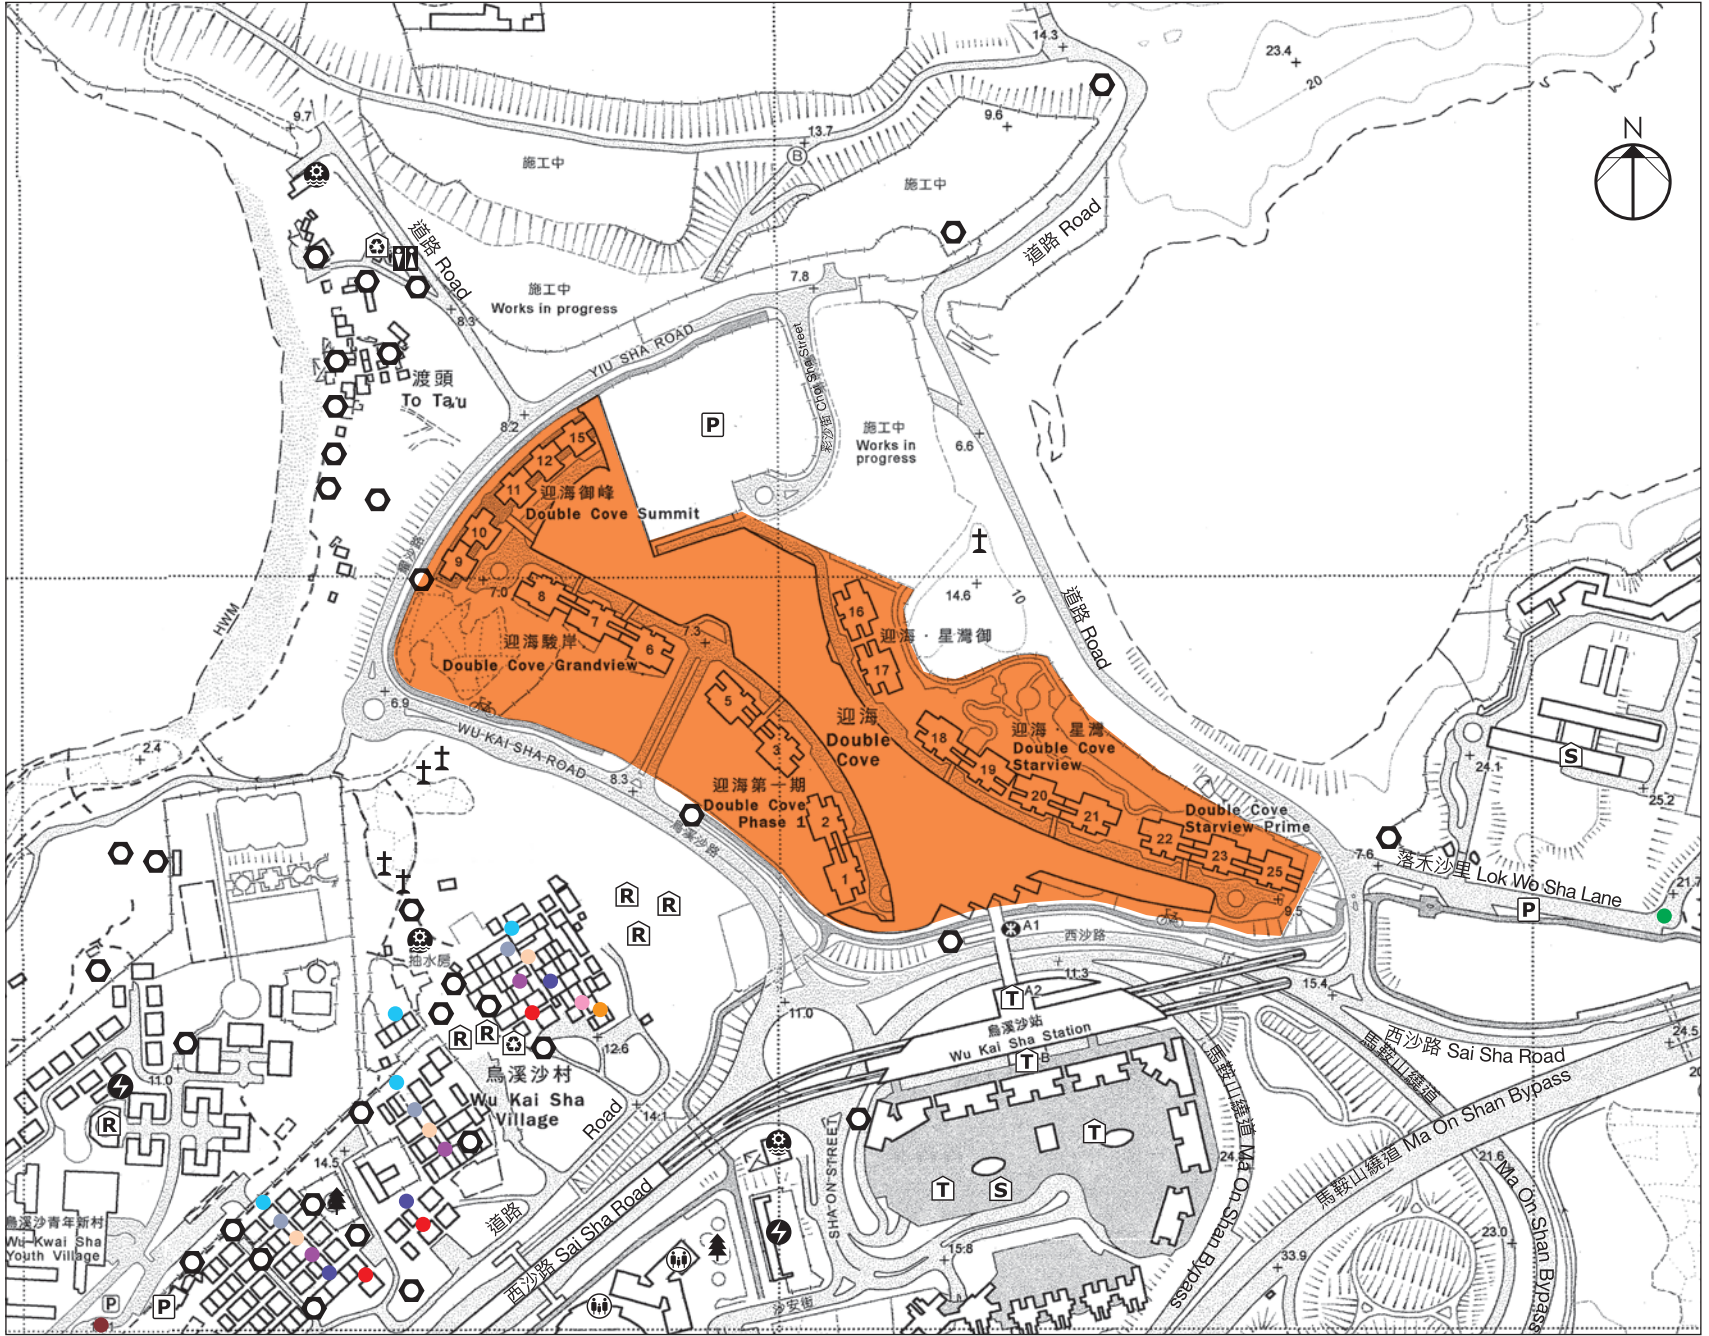 14.3
23.4
20
9.7
13.7
9.6
B
N
施工中
施工中
道路 Road
道路 Road
7.8
施工中
Works in progress
8.3
YIU SHA ROAD
彩沙街 Choi Sha Street
渡頭
To Tau
P
8.2
施工中
Works in
progress
6.6
15
12
11
迎海御峰
Double Cove Summit
10
9
HWM
7.0
8
7
6
7.3
14.6
10
道路 Road
16
迎海．星灣御
17
迎海駿岸
Double Cove Grandview
6.9
5
3
迎海
Double
Cove
18
迎海．星灣
Double Cove
Starview
19
20
21
WU KAI SHA ROAD
8.3
2.4
迎海第一期
Double Cove
Phase 1
2
1
烏溪沙路
Double Cove
Starview Prime
22
23
25
9.5
24.1
S
25.2
7.6
落禾沙里 Lok Wo Sha Lane
21.7
P
R
R
R
抽水房
A1
西沙路
11.3
T
A2
15.4
11.0
烏溪沙站
Wu Kai Sha Station
T
B
24.5
西沙路 Sai Sha Road
馬鞍山繞道
馬鞍山繞道 Ma On Shan Bypass
R
R
12.6
烏溪沙村
Wu Kai Sha
Village
11.0
R
14.1
道路 Road
14.5
SHA ON STREET
T
T
S
馬鞍山繞道 Ma On Shan Bypass
21.6
Ma On Shan Bypass
23.0
33.9
15.8
烏溪沙青年新村
Wu Kwai Sha
Youth Village
西沙路 Sai Sha Road
沙安街
P
P